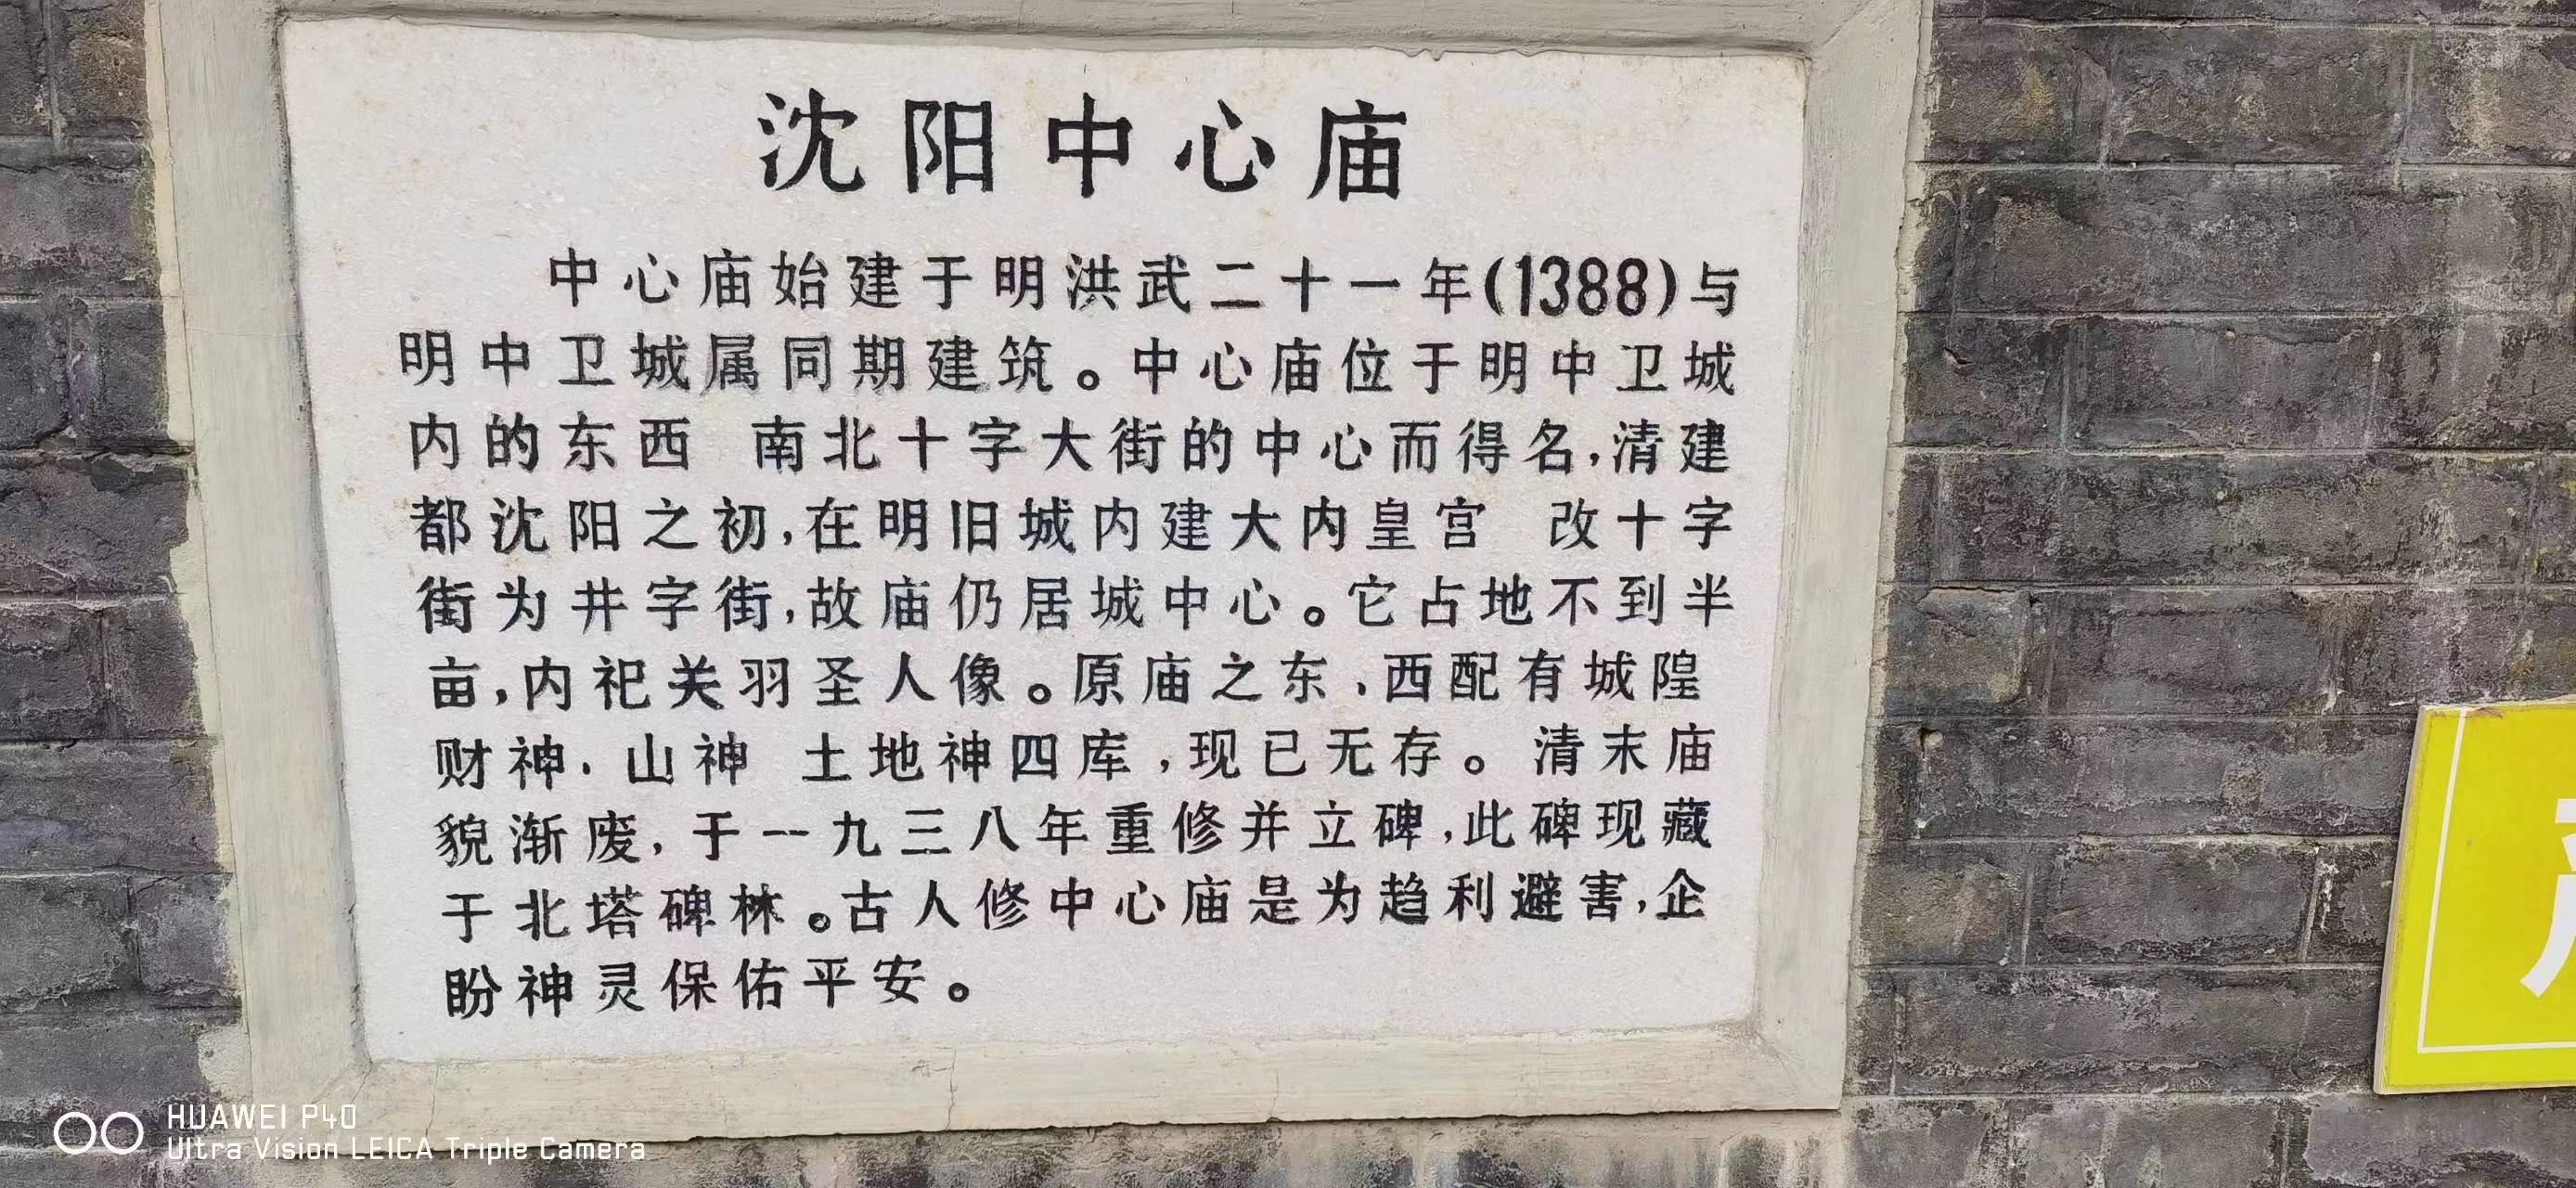 沈阳中心庙
中心庙始建于明洪武二十一年(1388)与
明中卫城属同期建筑。中心庙位于明中卫城
内的东西 南北十字大街的中心而得名,清建
都沈阳之初,在明旧城内建大内皇宫 改十字
街为井字街,故庙仍居城中心。它占地不到半
亩,内祀关羽圣人像。原庙之东、西配有城隍
财神、山神 土地神四库,现已无存。清末庙
貌渐废,于一九三八年重修并立碑,此碑现藏
于北塔碑林。古人修中心庙是为趋利避害,企
盼神灵保佑平安。
HUAWEI P40
Ultra Vision LEICA Triple Camera